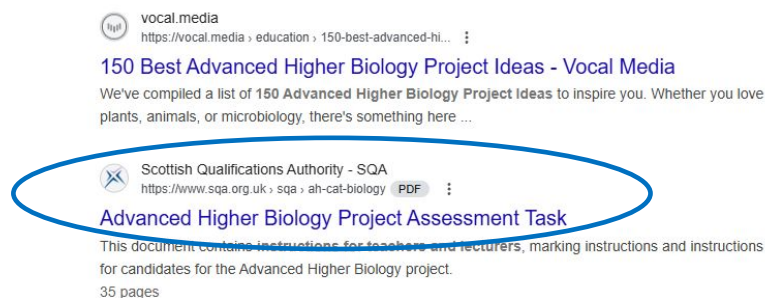 vocal.media
https://vocal.media › education › 150-best-advanced-hi...
150 Best Advanced Higher Biology Project Ideas - Vocal Media
We've compiled a list of 150 Advanced Higher Biology Project Ideas to inspire you. Whether you love
plants, animals, or microbiology, there's something here ...
Scottish Qualifications Authority - SQA
https://www.sqa.org.uk › sqa › ah-cat-biology PDF
Advanced Higher Biology Project Assessment Task
This document contains instructions for teachers and lecturers, marking instructions and instructions
for candidates for the Advanced Higher Biology project.
35 pages